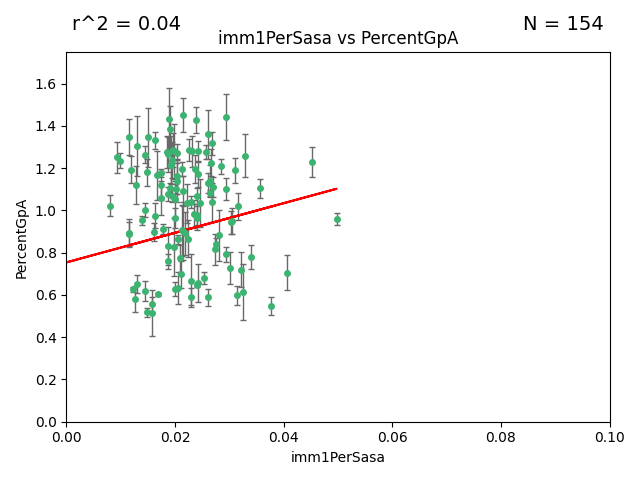 r^2 = 0.04
N = 154
imm1PerSasa vs PercentGpA
1.6
1.4
1.2
1.0
0.8
0.6
0.4
0.2
0.0
PercentGpA
0.00 0.02 0.04 0.06 0.08 0.10
imm1PerSasa